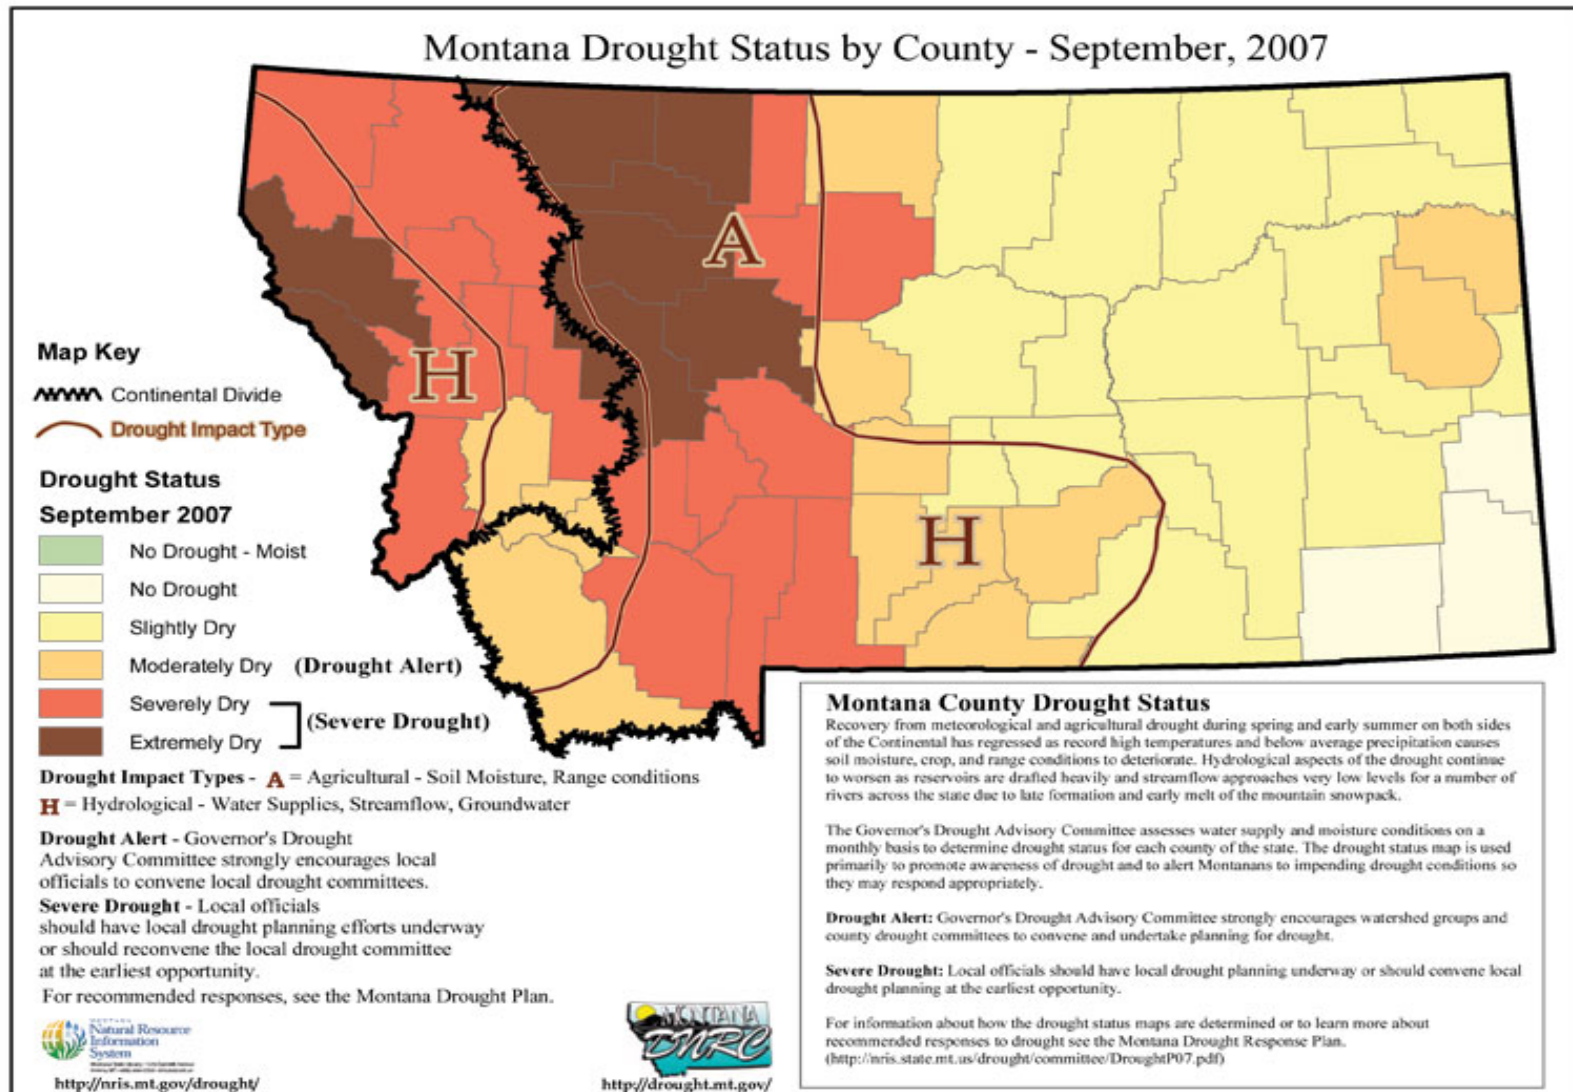 Montana Drought Status by County - September, 2007
A
H
H
Map Key
Continental Divide
Drought Impact Type
Drought Status
September 2007
No Drought - Moist
No Drought
Slightly Dry
Moderately Dry (Drought Alert)
Severely Dry
(Severe Drought)
Extremely Dry
Drought Impact Types - A = Agricultural - Soil Moisture, Range conditions
H = Hydrological - Water Supplies, Streamflow, Groundwater
Drought Alert - Governor's Drought
Advisory Committee strongly encourages local
officials to convene local drought committees.
Severe Drought - Local officials
should have local drought planning efforts underway
or should reconvene the local drought committee
at the earliest opportunity.
For recommended responses, see the Montana Drought Plan.
Natural Resource
Information
System
http://nris.mt.gov/drought/
MONTANA
DNRC
http://drought.mt.gov/
Montana County Drought Status
Recovery from meteorological and agricultural drought during spring and early summer on both sides
of the Continental has regressed as record high temperatures and below average precipitation causes
soil moisture, crop, and range conditions to deteriorate. Hydrological aspects of the drought continue
to worsen as reservoirs are drafted heavily and streamflow approaches very low levels for a number of
rivers across the state due to late formation and early melt of the mountain snowpack.
The Governor's Drought Advisory Committee assesses water supply and moisture conditions on a
monthly basis to determine drought status for each county of the state. The drought status map is used
primarily to promote awareness of drought and to alert Montanans to impending drought conditions so
they may respond appropriately.
Drought Alert: Governor's Drought Advisory Committee strongly encourages watershed groups and
county drought committees to convene and undertake planning for drought.
Severe Drought: Local officials should have local drought planning underway or should convene local
drought planning at the earliest opportunity.
For information about how the drought status maps are determined or to learn more about
recommended responses to drought see the Montana Drought Response Plan.
(http://nris.state.mt.us/drought/committee/DroughtP07.pdf)